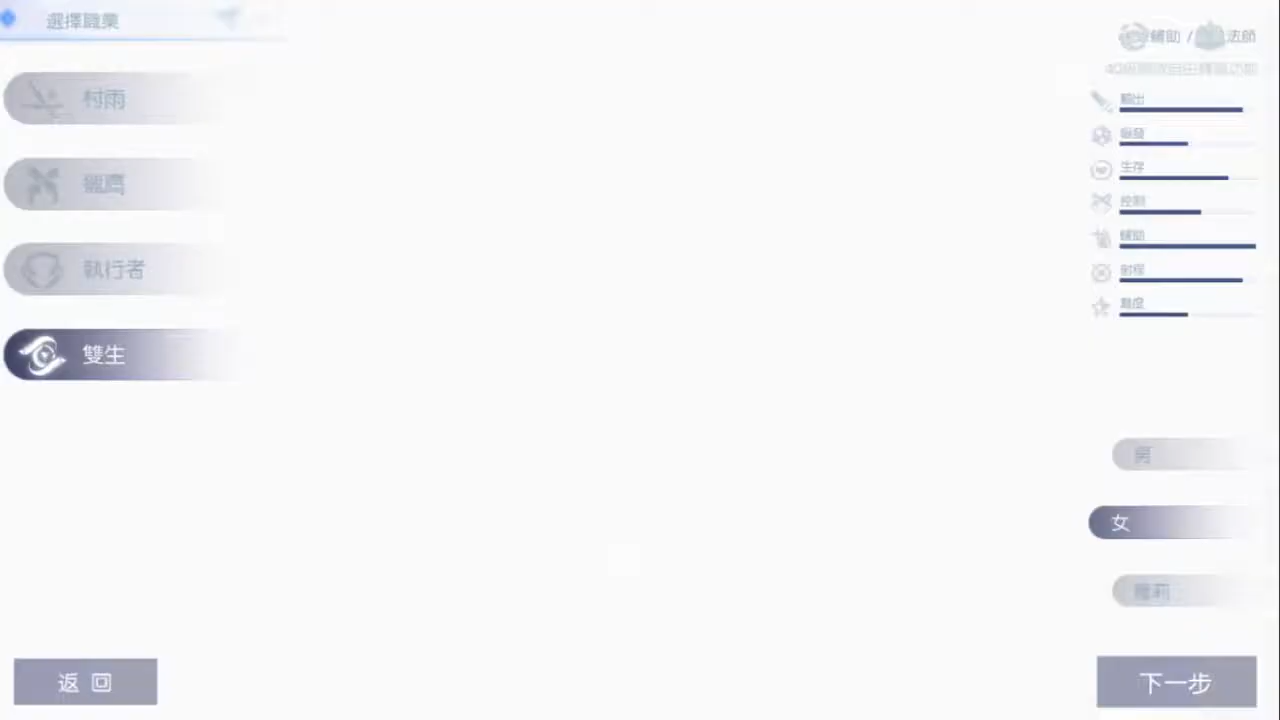 選擇職業
村雨
獵鷹
執行者
雙生
返回
輔助 / 法師
輸出
爆發
生存
控制
輔助
射程
難度
男
女
蘿莉
下一步